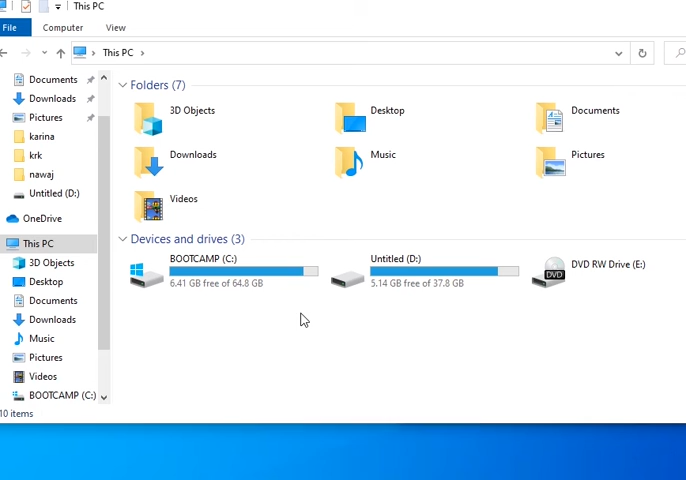 This PC
File Computer View
This PC
Documents
Downloads
Pictures
karina
krk
nawaj
Untitled (D:)
OneDrive
This PC
3D Objects
Desktop
Documents
Downloads
Music
Pictures
Videos
BOOTCAMP (C:)
Folders (7)
3D Objects Desktop Documents
Downloads Music Pictures
Videos
Devices and drives (3)
BOOTCAMP (C:) Untitled (D:) DVD RW Drive (E:)
6.41 GB free of 64.8 GB 5.14 GB free of 37.8 GB
DVD
10 items